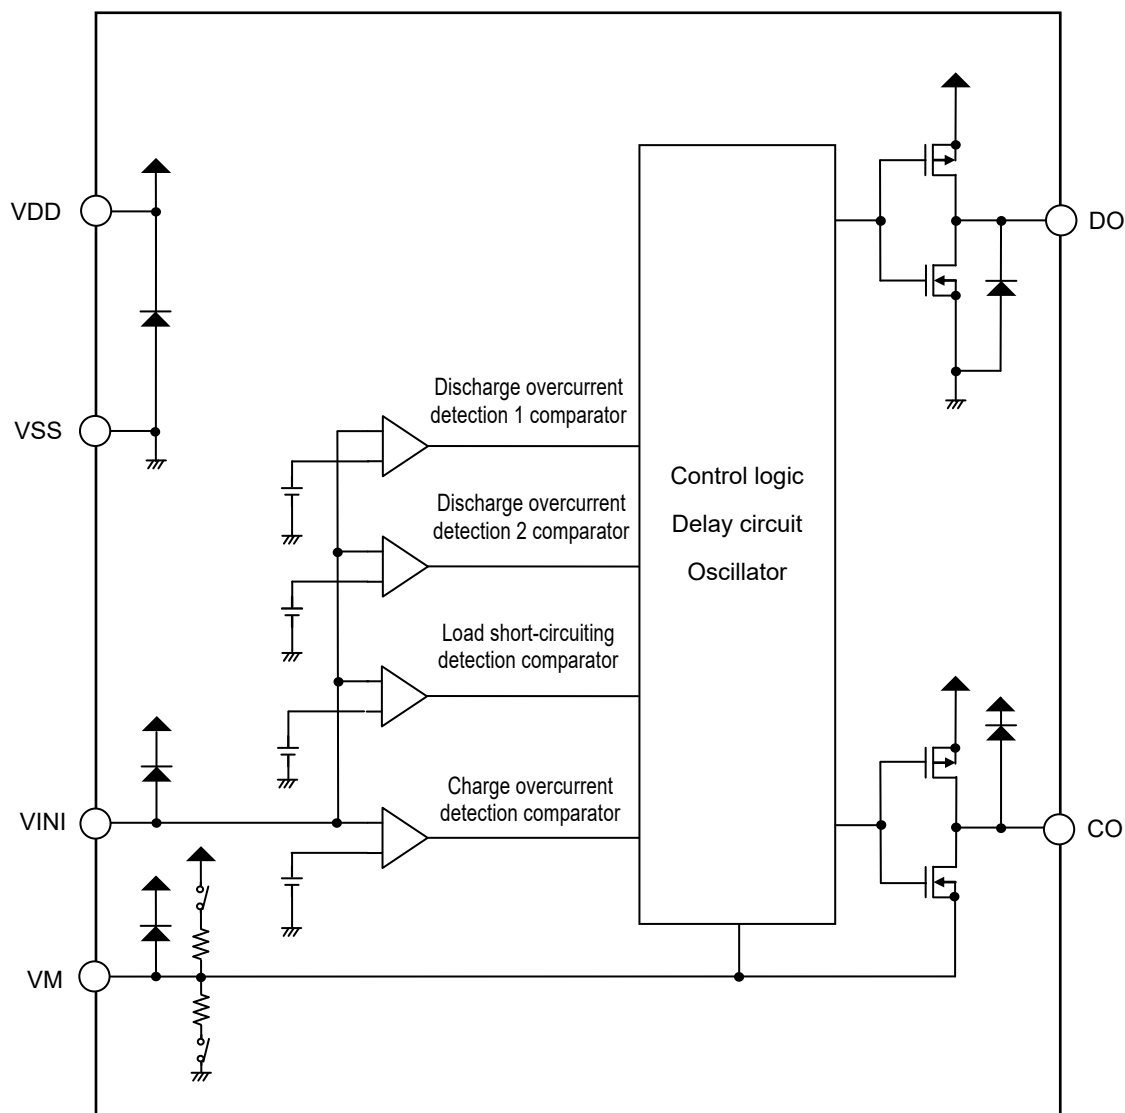 VDD
DO
VSS
Discharge overcurrent
detection 1 comparator
Control logic
Delay circuit
Oscillator
Discharge overcurrent
detection 2 comparator
Load short-circuiting
detection comparator
Charge overcurrent
detection comparator
VINI
CO
VM